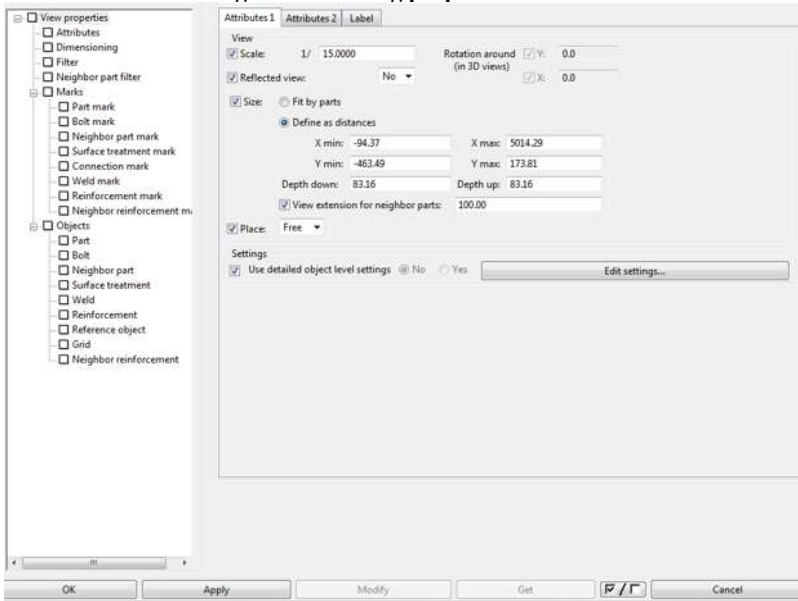 View properties
Attributes
Dimensioning
Filter
Neighbor part filter
Marks
Part mark
Bolt mark
Neighbor part mark
Surface treatment mark
Connection mark
Weld mark
Reinforcement mark
Neighbor reinforcement m
Objects
Part
Bolt
Neighbor part
Surface treatment
Weld
Reinforcement
Reference object
Grid
Neighbor reinforcement
Attributes 1 Attributes 2 Label
View
Scale: 1/ 15.0000 Rotation around Y: 0.0
(in 3D views)
Reflected view: No X: 0.0
Size: Fit by parts
Define as distances
X min: -94.37 X max: 5014.29
Y min: -463.49 Y max: 173.81
Depth down: 83.16 Depth up: 83.16
View extension for neighbor parts: 100.00
Place: Free
Settings
Use detailed object level settings No Yes Edit settings...
OK Apply Modify Get / Cancel